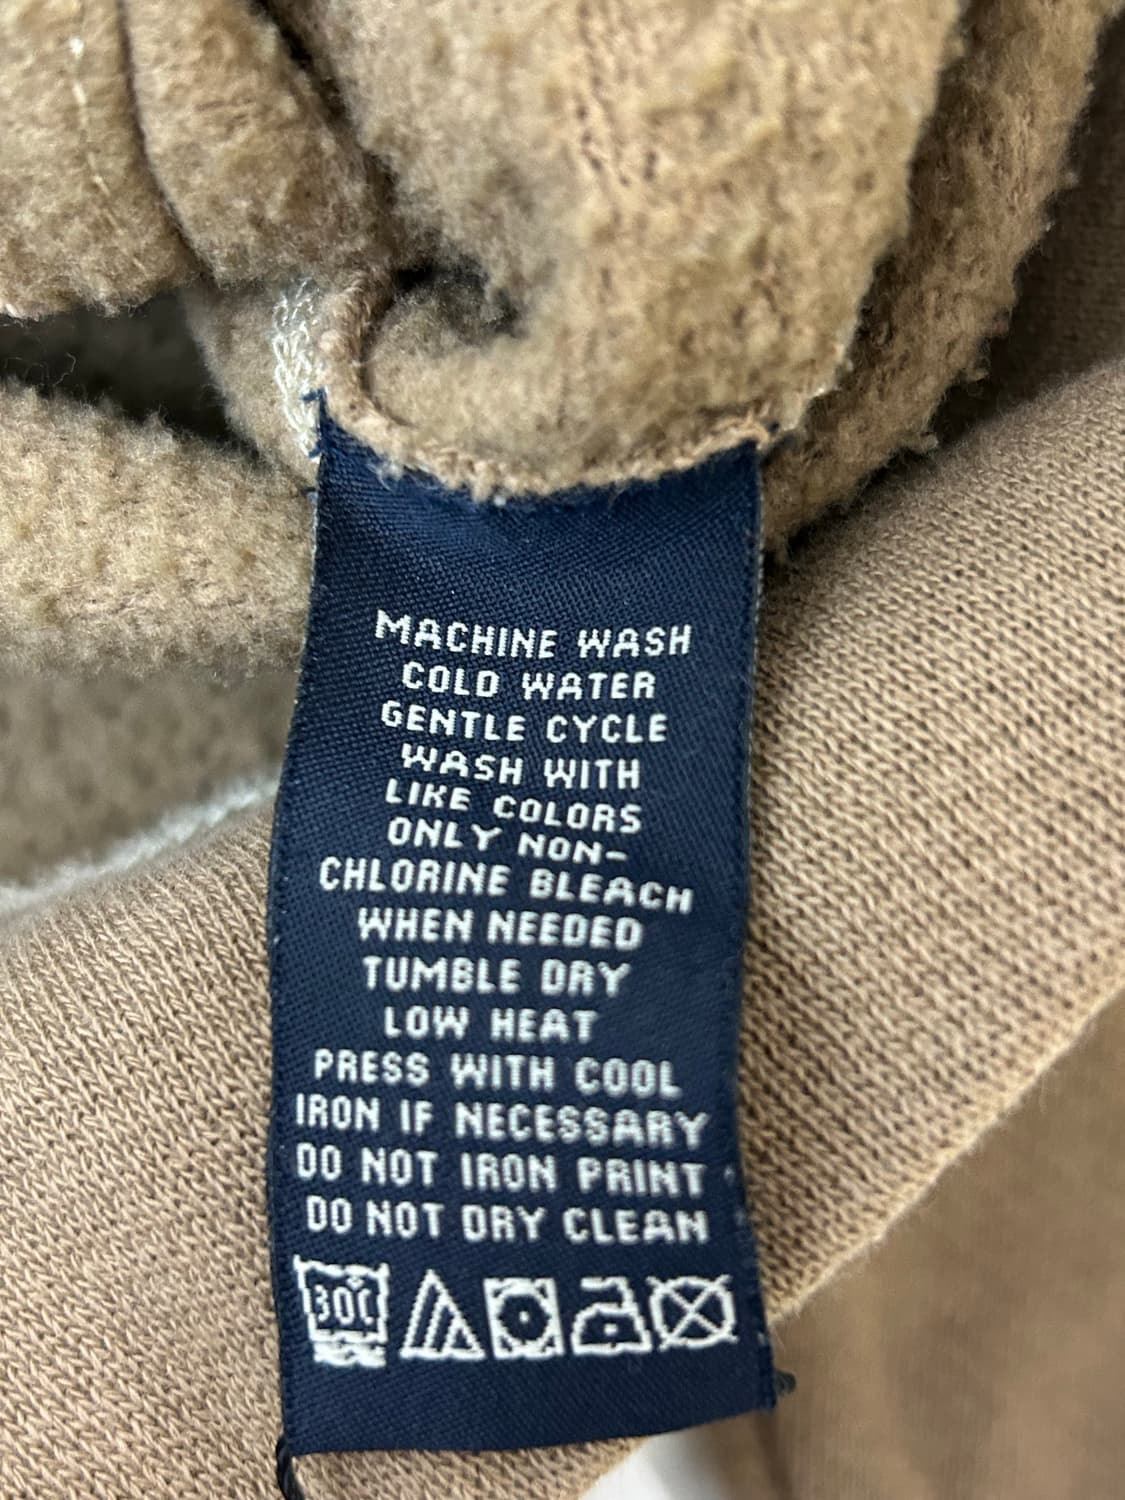 MACHINE WASH
COLD WATER
GENTLE CYCLE
WASH WITH
LIKE COLORS
ONLY NON-
CHLORINE BLEACH
WHEN NEEDED
TUMBLE DRY
LOW HEAT
PRESS WITH COOL
IRON IF NECESSARY
DO NOT IRON PRINT
DO NOT DRY CLEAN
30C